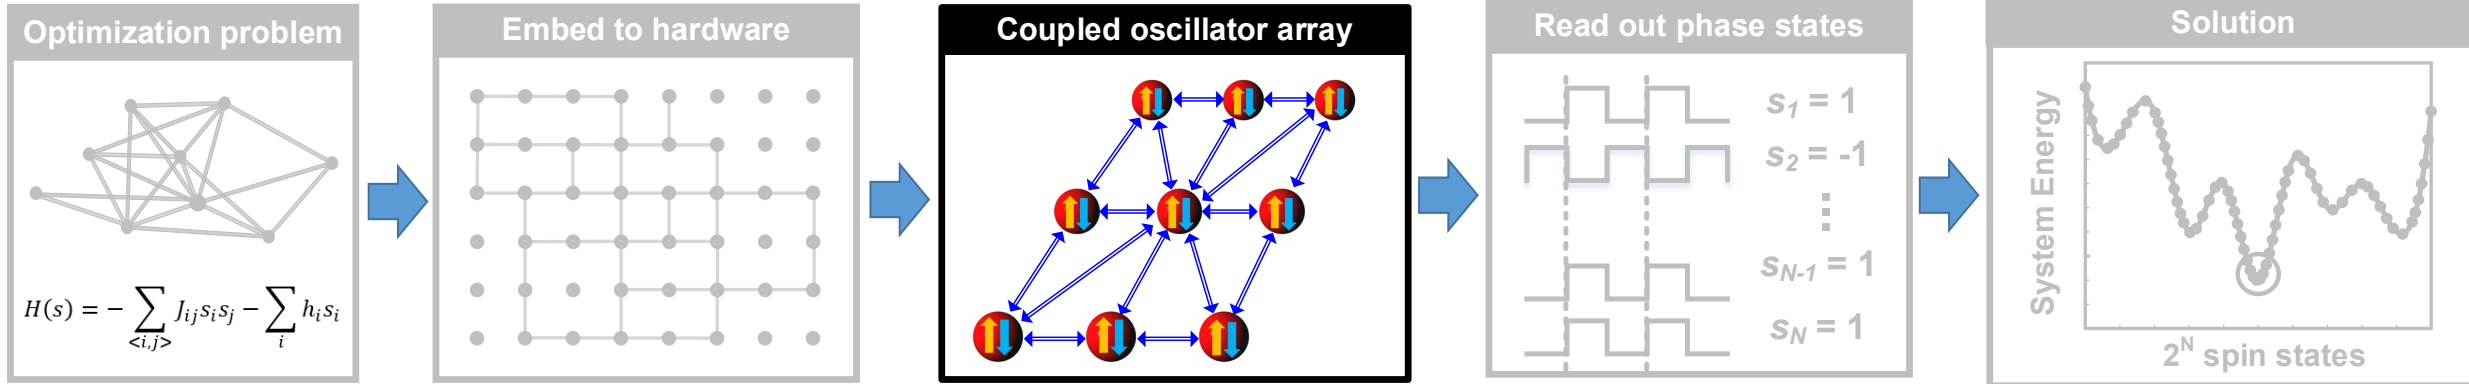 Optimization problem
H(s) = − ∑<i,j> J_ij s_i s_j − ∑_i h_i s_i
Embed to hardware
Coupled oscillator array
Read out phase states
s_1 = 1
s_2 = -1
⋮
s_N-1 = 1
s_N = 1
Solution
System Energy
2^N spin states